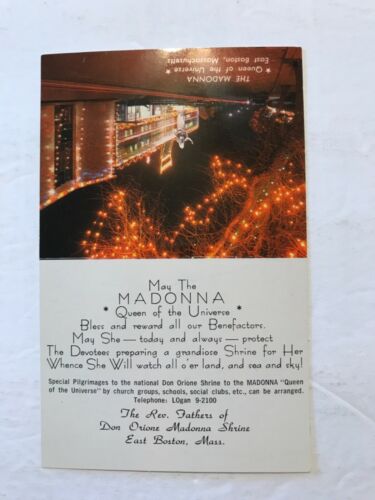 THE MADONNA
* Queen of the Universe *
East Boston, Massachusetts
May The
MADONNA
* Queen of the Universe *
Bless and reward all our Benefactors.
May She — today and always — protect
The Devotees preparing a grandiose Shrine for Her
Whence She Will watch all o'er land, and sea and sky!
Special Pilgrimages to the national Don Orione Shrine to the MADONNA "Queen
of the Universe" by church groups, schools, social clubs, etc., can be arranged.
Telephone: LOgan 9-2100
The Rev. Fathers of
Don Orione Madonna Shrine
East Boston, Mass.